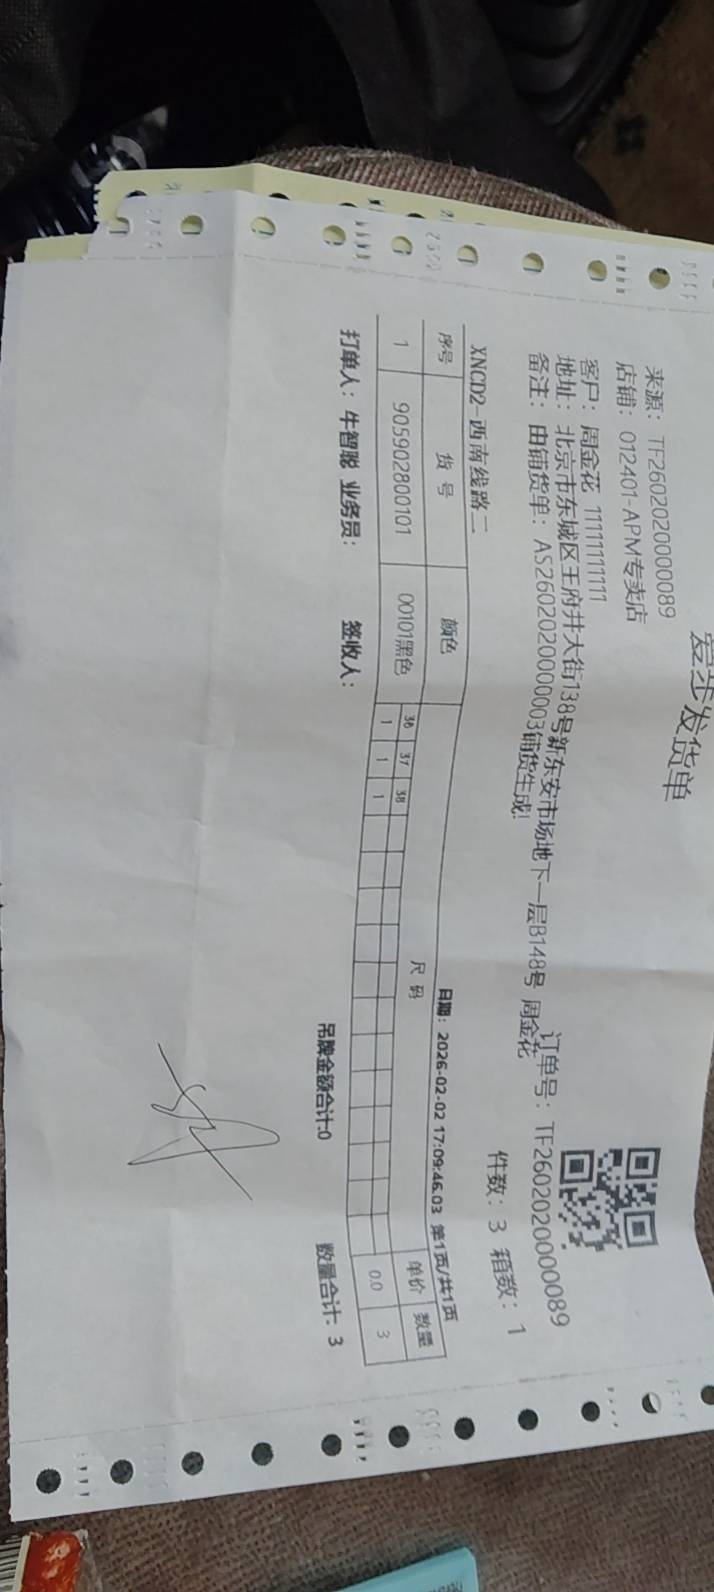 爱步发货单
来源：TF2602020000089
店铺：012401-APM专卖店
订单号：TF2602020000089
客户：周金花 11111111111
地址：北京市东城区王府井大街138号新东安市场地下一层B148号 周金花
备注：由铺货单：AS2602020000003铺货生成!
件数：3 箱数：1
XNCD2-西南线路二
日期：2026-02-02 17:09:46.03 第1页/共1页
序号 货号 颜色 尺码 单价 数量
36 37 38
1 905902800101 00101黑色 1 1 1 0.0 3
打单人：牛智聪 业务员： 签收人： 吊牌金额合计:0 数量合计: 3